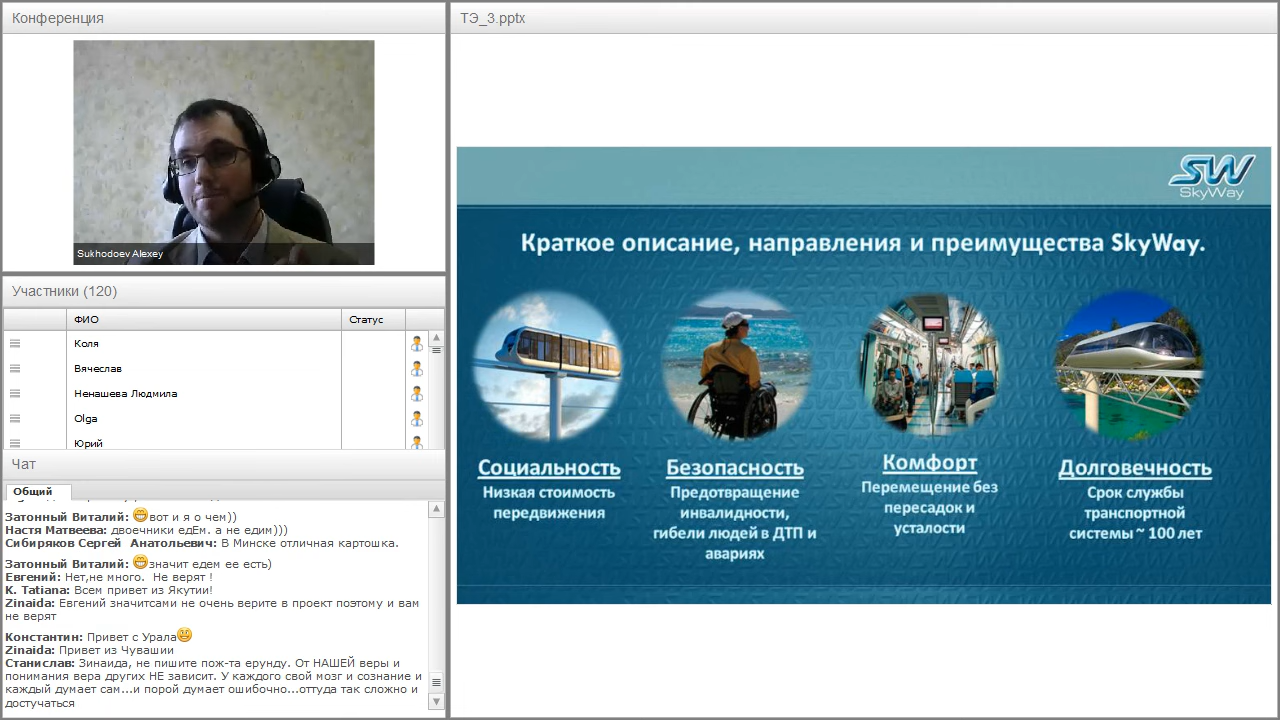 Конференция
Sukhodoev Alexey
Участники (120)
ФИО
Статус
Коля
Вячеслав
Ненашева Людмила
Olga
Юрий
Чат
Общий
Затонный Виталий: вот и я о чем))
Настя Матвеева: двоечники едЕм. а не едим)))
Сибиряков Сергей Анатольевич: В Минске отличная картошка.
Затонный Виталий: значит едем ее есть)
Евгений: Нет,не много. Не верят !
K. Tatiana: Всем привет из Якутии!
Zinaida: Евгений значитсами не очень верите в проект поэтому и вам
не верят
Константин: Привет с Урала
Zinaida: Привет из Чувашии
Станислав: Зинаида, не пишите пож-та ерунду. От НАШЕЙ веры и
понимания вера других НЕ зависит. У каждого свой мозг и сознание и
каждый думает сам...и порой думает ошибочно...оттуда так сложно и
достучаться
ТЭ_3.pptx
SW
SkyWay
Краткое описание, направления и преимущества SkyWay.
Социальность
Низкая стоимость
передвижения
Безопасность
Предотвращение
инвалидности,
гибели людей в ДТП и
авариях
Комфорт
Перемещение без
пересадок и
усталости
Долговечность
Срок службы
транспортной
системы ~ 100 лет